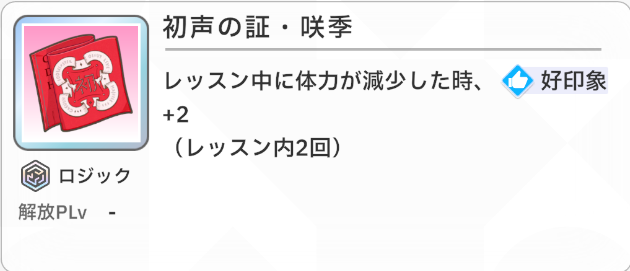 初声の証・咲季
レッスン中に体力が減少した時、 好印象
+2
（レッスン内2回）
ロジック
解放PLv -